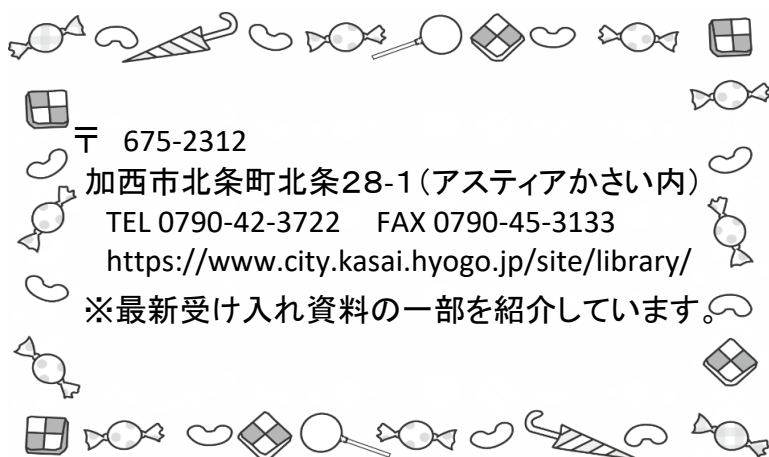 〒 675-2312
加西市北条町北条28-1(アスティアかさい内)
TEL 0790-42-3722 FAX 0790-45-3133
https://www.city.kasai.hyogo.jp/site/library/
※最新受け入れ資料の一部を紹介しています。